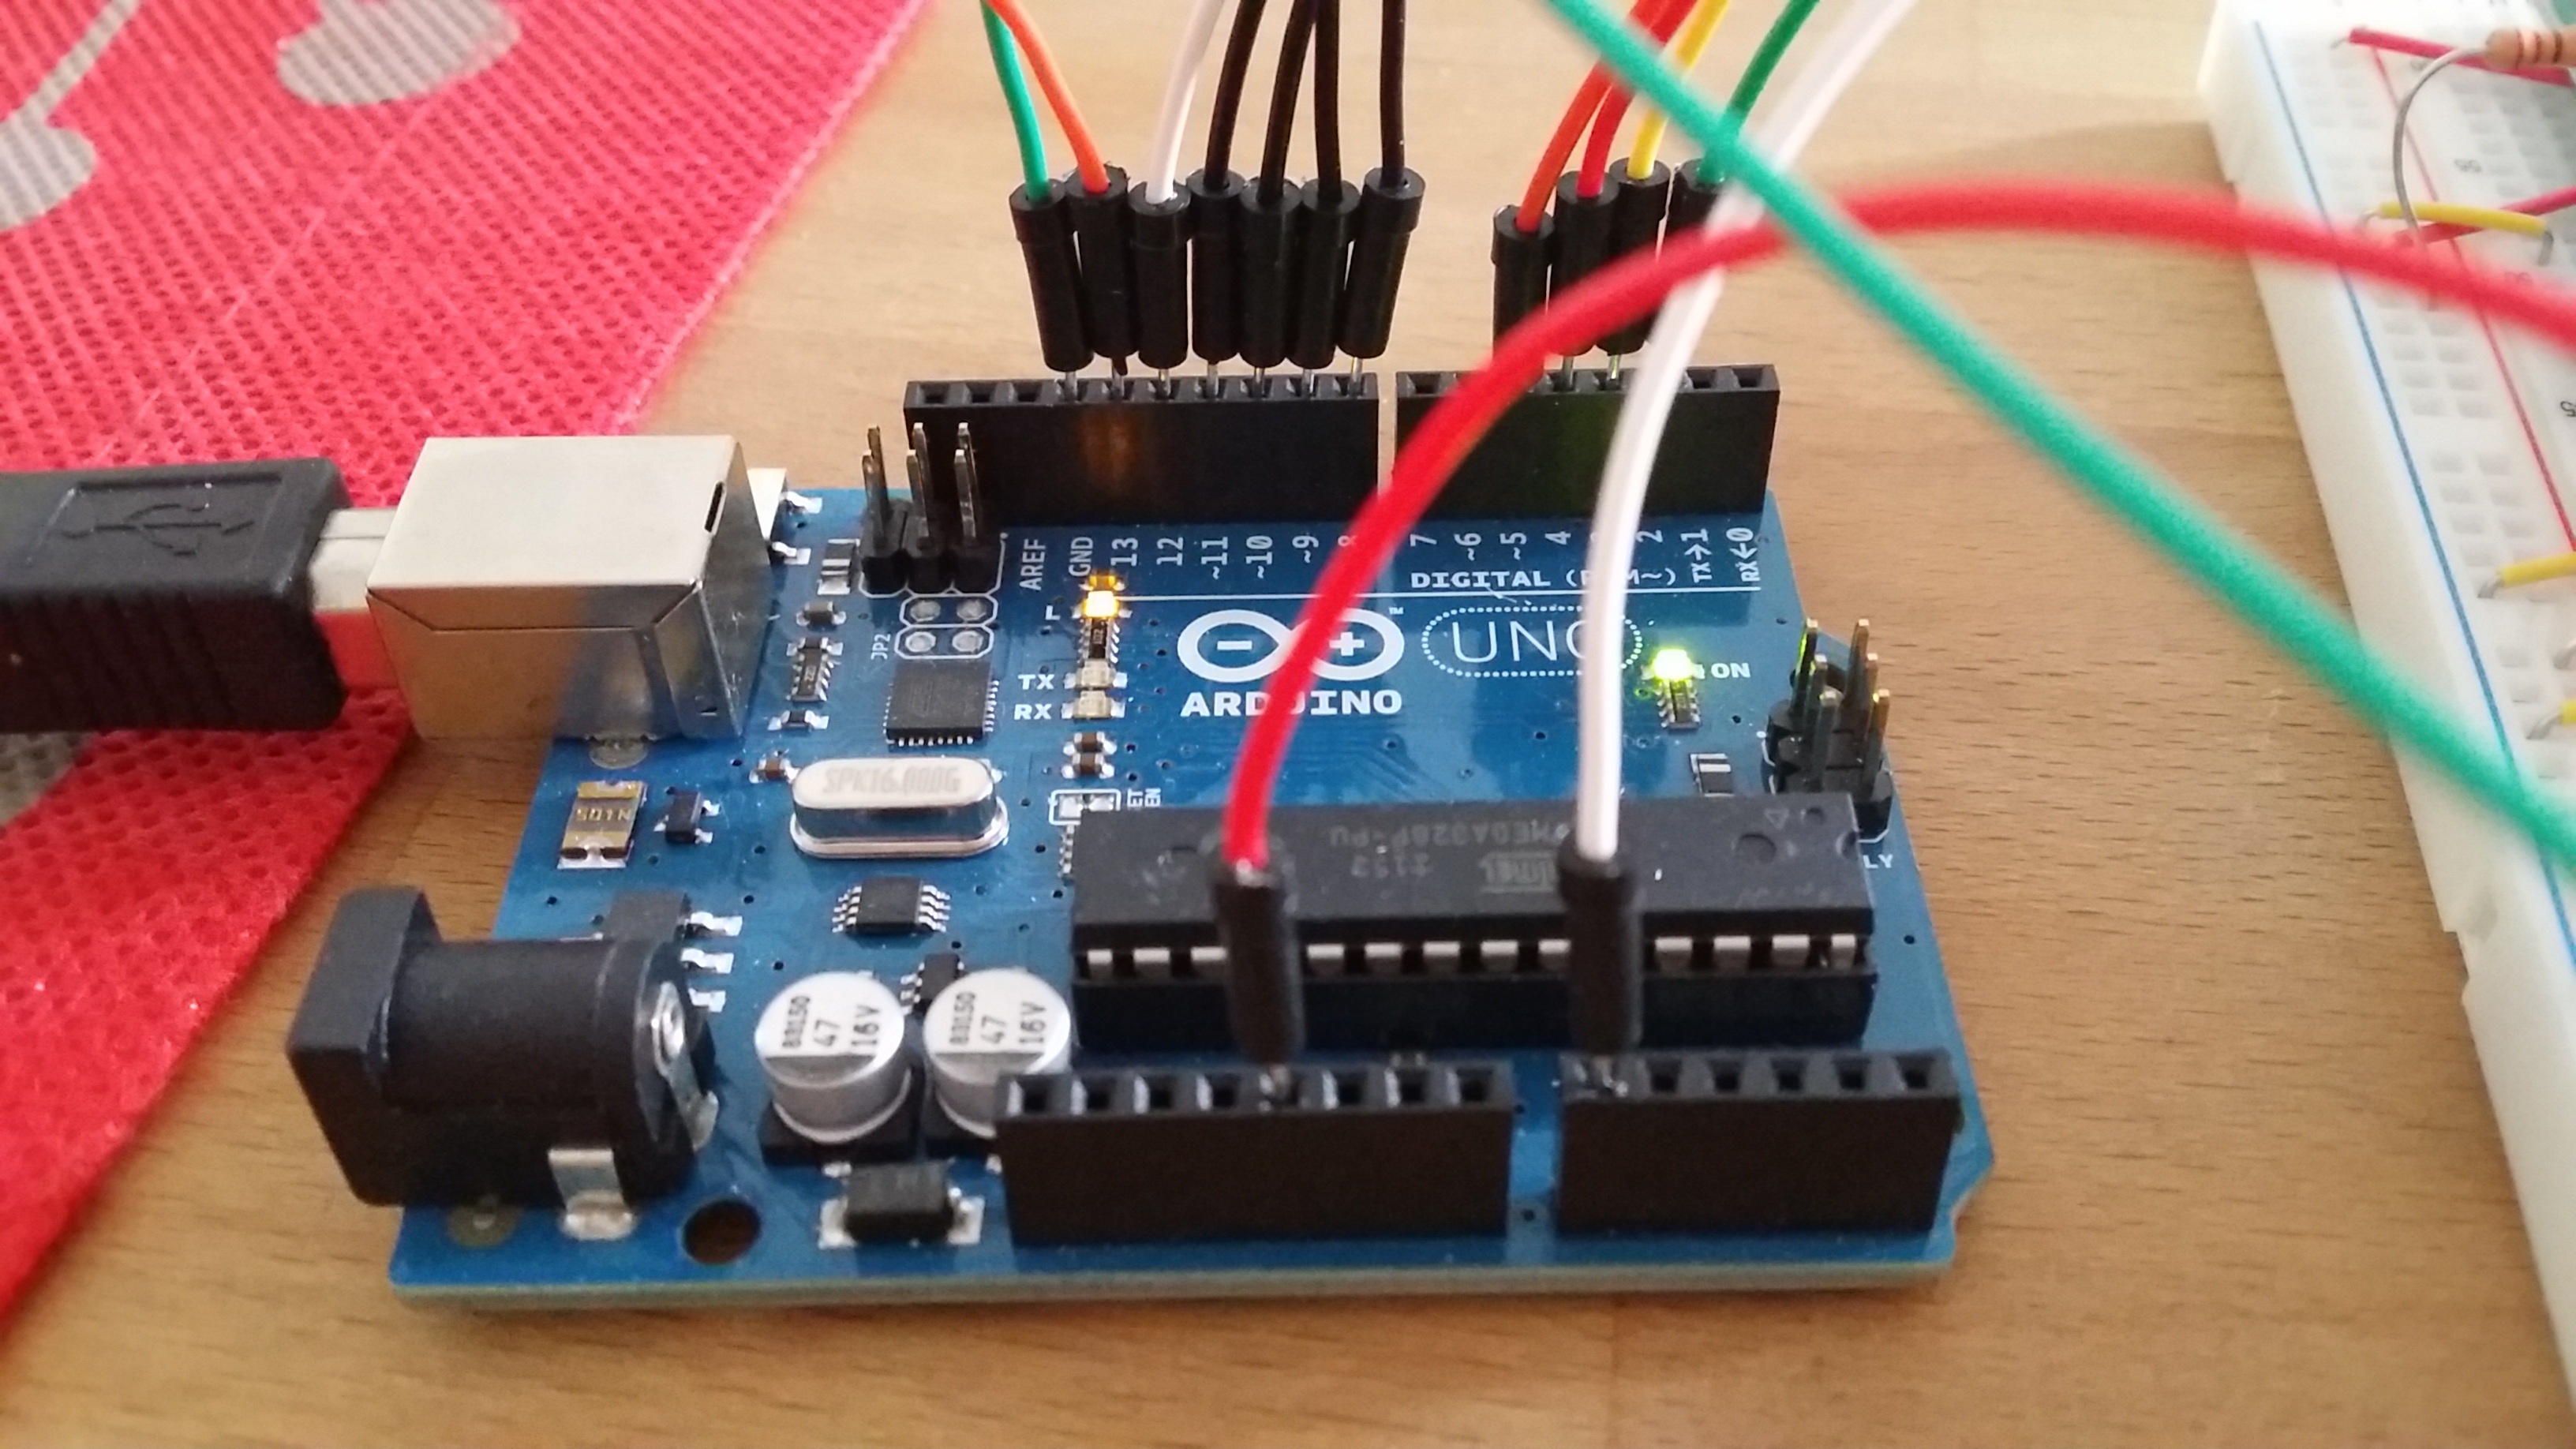 AREF
GND
13
12
~11
~10
~9
8
7
~6
~5
4
2
TX→1
RX←0
DIGITAL
L
TX
RX
JP2
ARDUINO
™
UNO
ON
SPK16.000G
501N
47
16V
47
16V